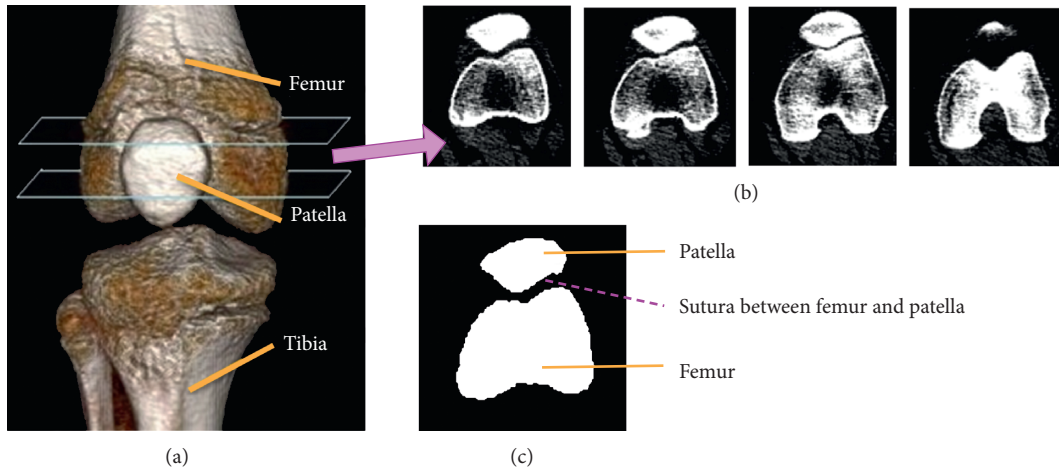 Femur
Patella
Tibia
(a)
(b)
Patella
Sutura between femur and patella
Femur
(c)